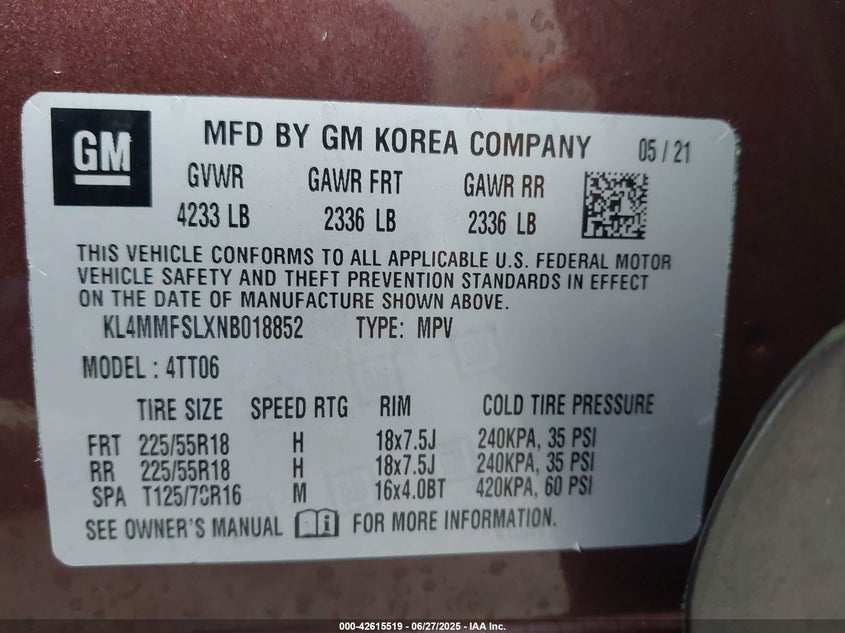 GM
MFD BY GM KOREA COMPANY 05 / 21
GVWR GAWR FRT GAWR RR
4233 LB 2336 LB 2336 LB
THIS VEHICLE CONFORMS TO ALL APPLICABLE U.S. FEDERAL MOTOR
VEHICLE SAFETY AND THEFT PREVENTION STANDARDS IN EFFECT
ON THE DATE OF MANUFACTURE SHOWN ABOVE.
KL4MMFSLXNB018852 TYPE: MPV
MODEL : 4TT06
TIRE SIZE SPEED RTG RIM COLD TIRE PRESSURE
FRT 225/55R18 H 18x7.5J 240KPA, 35 PSI
RR 225/55R18 H 18x7.5J 240KPA, 35 PSI
SPA T125/70R16 M 16x4.0BT 420KPA, 60 PSI
SEE OWNER'S MANUAL i FOR MORE INFORMATION.
000-42615519 - 06/27/2025 - IAA Inc.